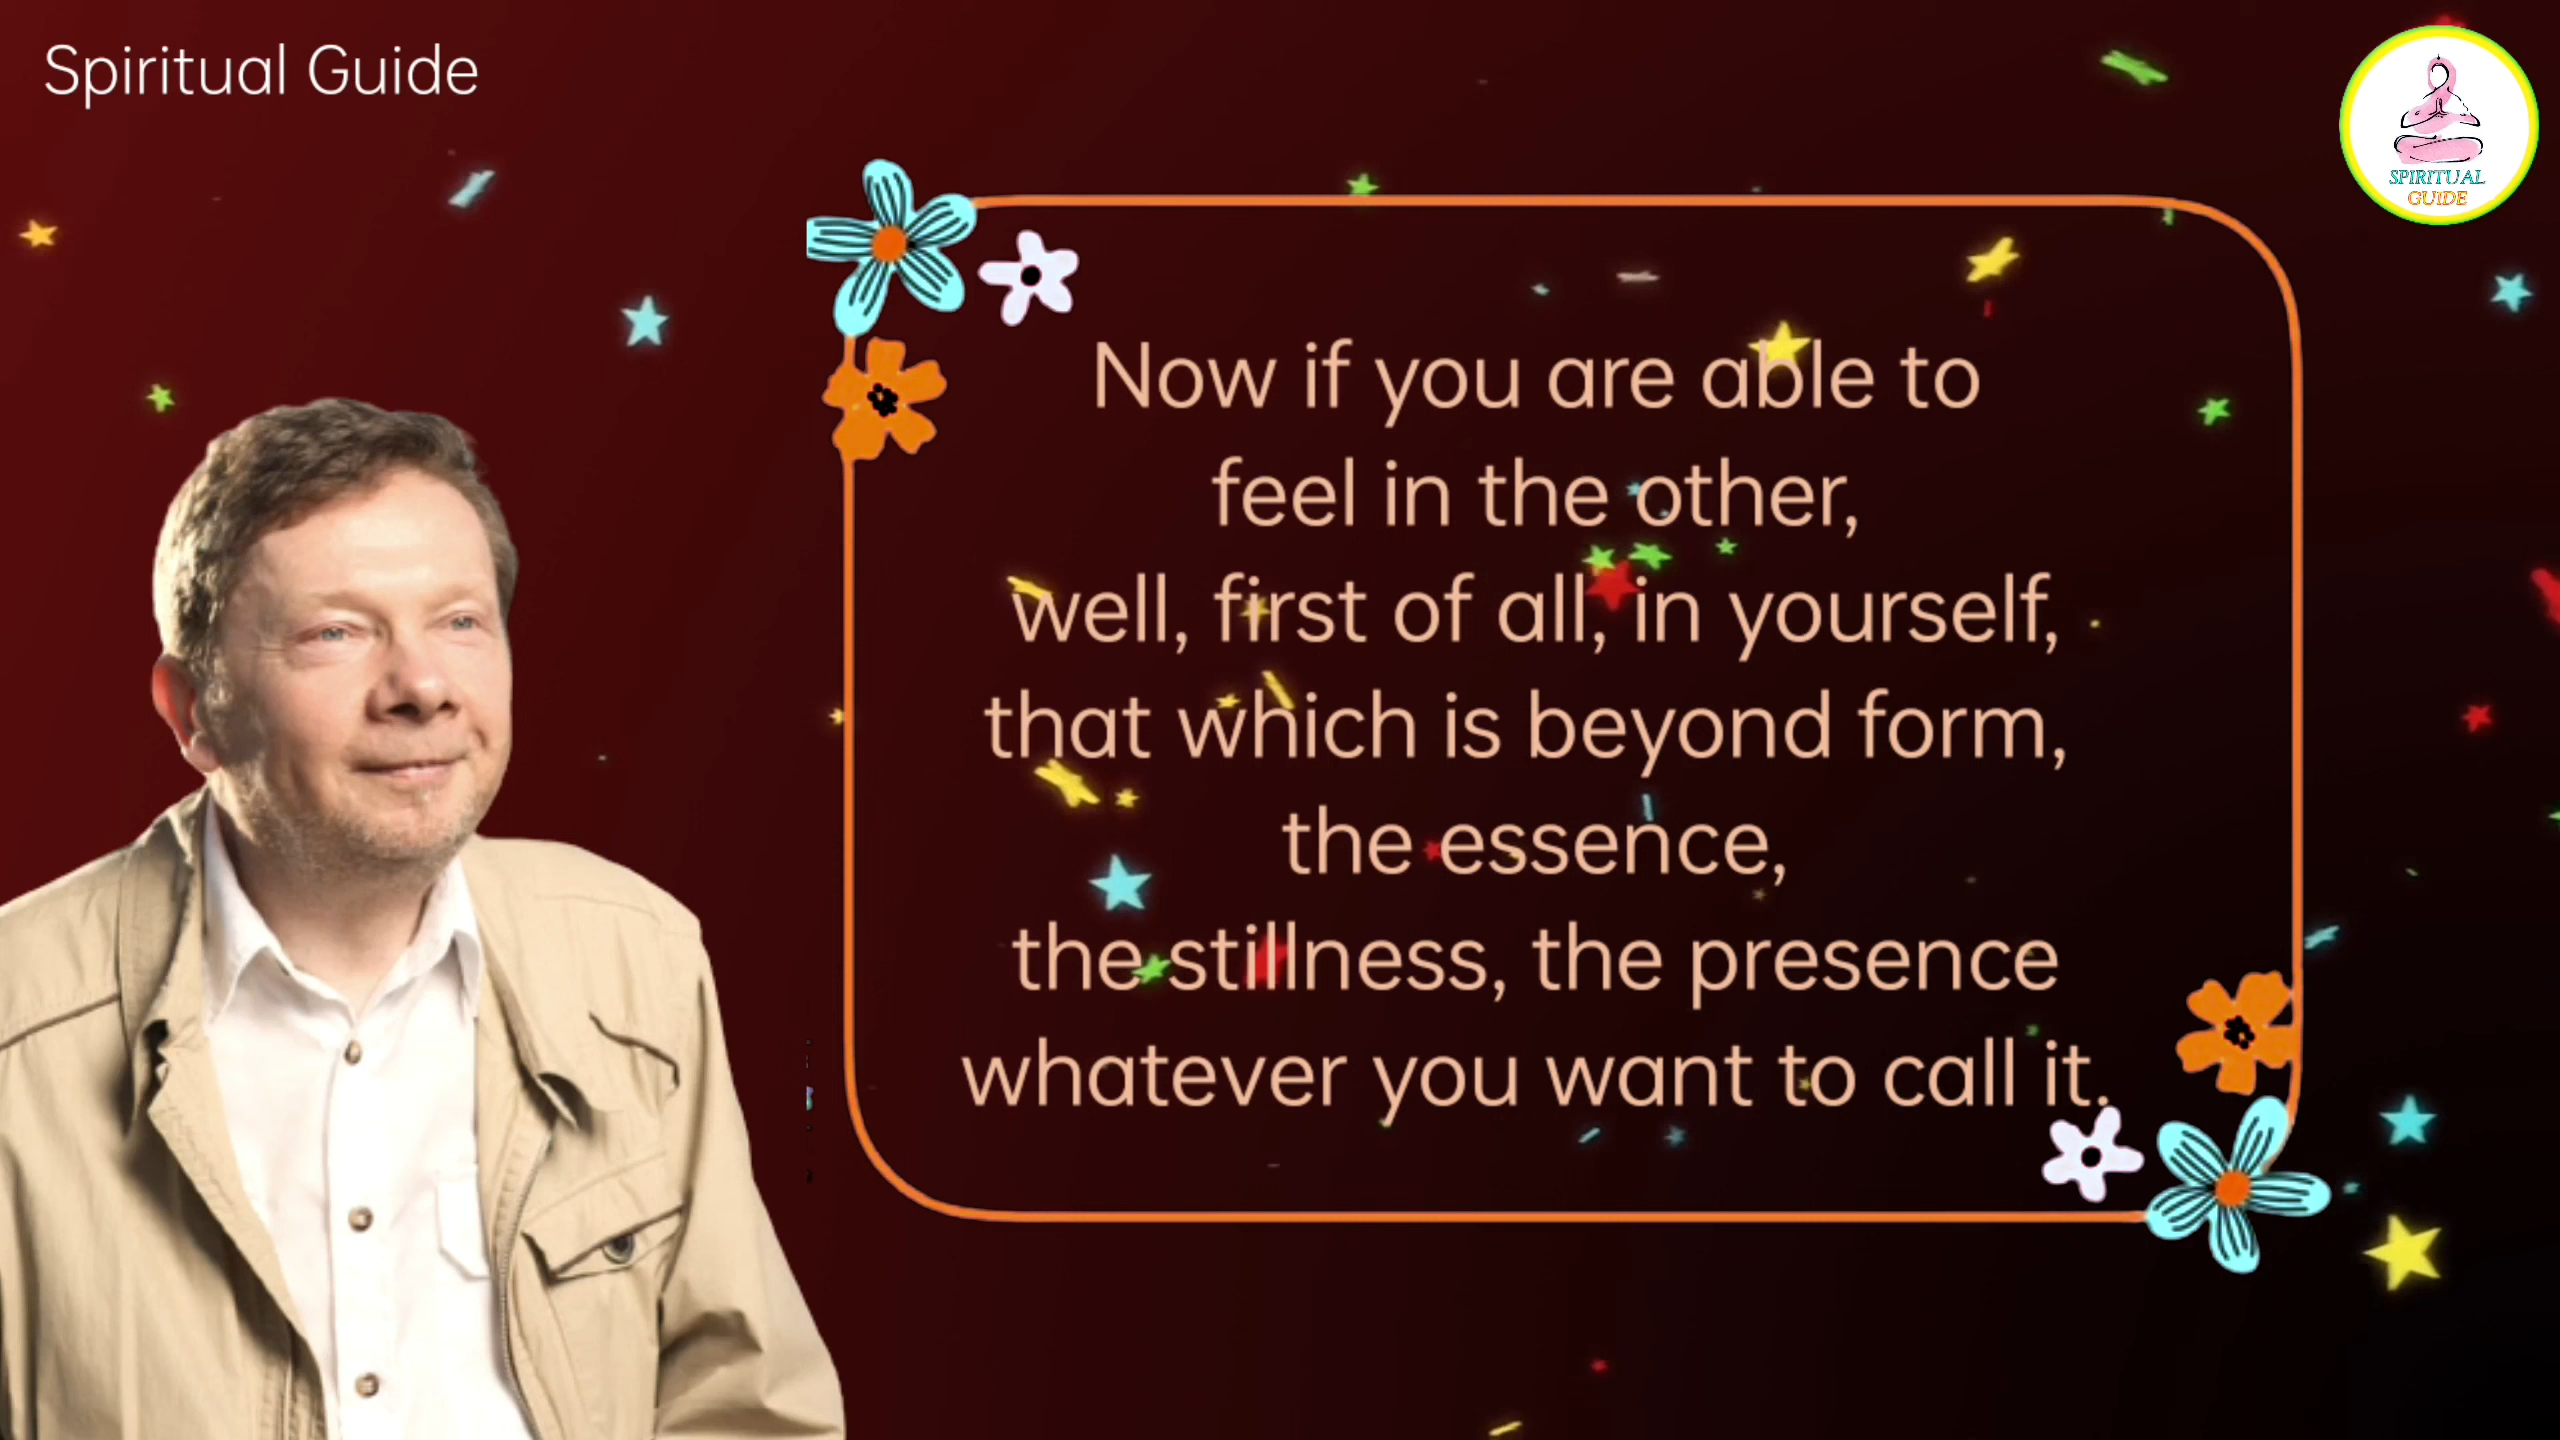 Spiritual Guide
SPIRITUAL
GUIDE
Now if you are able to
feel in the other,
well, first of all, in yourself,
that which is beyond form,
the essence,
the stillness, the presence
whatever you want to call it.